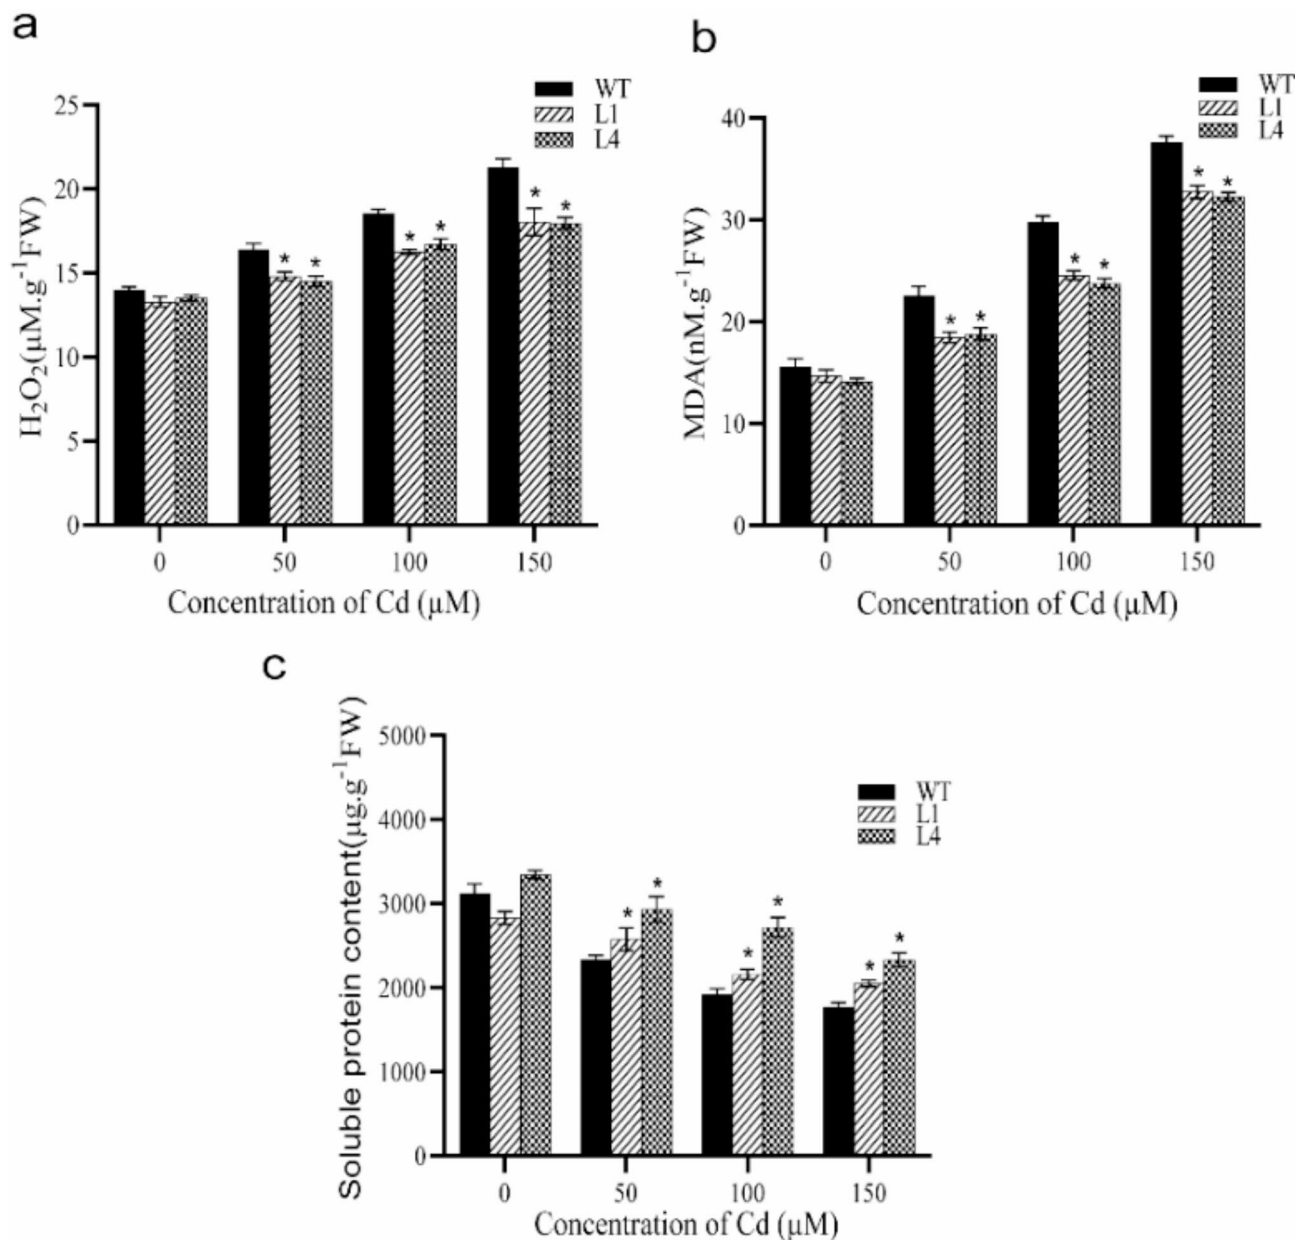 a
WT
L1
L4
25
20
15
10
5
0
H₂O₂(μM.g⁻¹FW)
* *
* *
* *
0 50 100 150
Concentration of Cd (μM)
b
WT
L1
L4
40
30
20
10
0
MDA(nM.g⁻¹FW)
* *
* *
* *
0 50 100 150
Concentration of Cd (μM)
c
WT
L1
L4
5000
4000
3000
2000
1000
0
Soluble protein content(μg.g⁻¹FW)
* *
* *
* *
0 50 100 150
Concentration of Cd (μM)